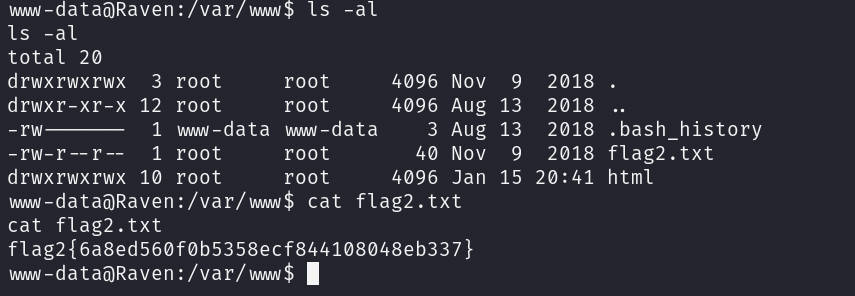 www-data@Raven:/var/www$ ls -al
ls -al
total 20
drwxrwxrwx  3 root     root     4096 Nov  9  2018 .
drwxr-xr-x 12 root     root     4096 Aug 13  2018 ..
-rw-------  1 www-data www-data    3 Aug 13  2018 .bash_history
-rw-r--r--  1 root     root       40 Nov  9  2018 flag2.txt
drwxrwxrwx 10 root     root     4096 Jan 15 20:41 html
www-data@Raven:/var/www$ cat flag2.txt
cat flag2.txt
flag2{6a8ed560f0b5358ecf844108048eb337}
www-data@Raven:/var/www$